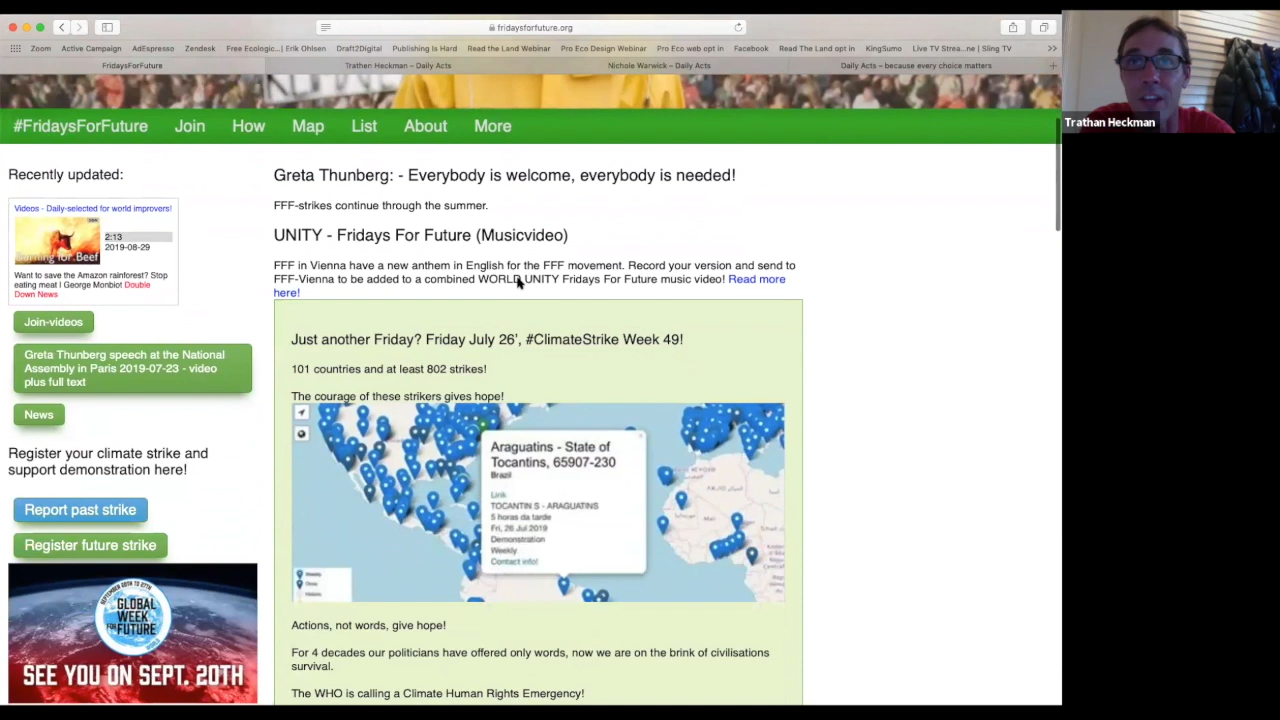 fridaysforfuture.org
Zoom Active Campaign AdEspresso Zendesk Free Ecologic...| Erik Ohlsen Draft2Digital Publishing Is Hard Read the Land Webinar Pro Eco Design Webinar Pro Eco web opt in Facebook Read The Land opt in KingSumo Live TV Strea...ne | Sling TV >>
FridaysForFuture Trathan Heckman – Daily Acts Nichole Warwick – Daily Acts Daily Acts – because every choice matters
Trathan Heckman
#FridaysForFuture Join How Map List About More
Recently updated:
Videos - Daily-selected for world improvers!
2:13
2019-08-29
Want to save the Amazon rainforest? Stop
eating meat I George Monbiot Double
Down News
Join-videos
Greta Thunberg speech at the National
Assembly in Paris 2019-07-23 - video
plus full text
News
Register your climate strike and
support demonstration here!
Report past strike
Register future strike
SEPTEMBER 20TH TO 27TH
GLOBAL
WEEK
FOR
FUTURE
SEE YOU ON SEPT. 20TH
Greta Thunberg: - Everybody is welcome, everybody is needed!
FFF-strikes continue through the summer.
UNITY - Fridays For Future (Musicvideo)
FFF in Vienna have a new anthem in English for the FFF movement. Record your version and send to
FFF-Vienna to be added to a combined WORLD UNITY Fridays For Future music video! Read more
here!
Just another Friday? Friday July 26', #ClimateStrike Week 49!
101 countries and at least 802 strikes!
The courage of these strikers gives hope!
Araguatins - State of
Tocantins, 65907-230
Brazil
Link
TOCANTIN S - ARAGUATINS
5 horas da tarde
Fri, 26 Jul 2019
Demonstration
Weekly
Contact info!
Actions, not words, give hope!
For 4 decades our politicians have offered only words, now we are on the brink of civilisations
survival.
The WHO is calling a Climate Human Rights Emergency!